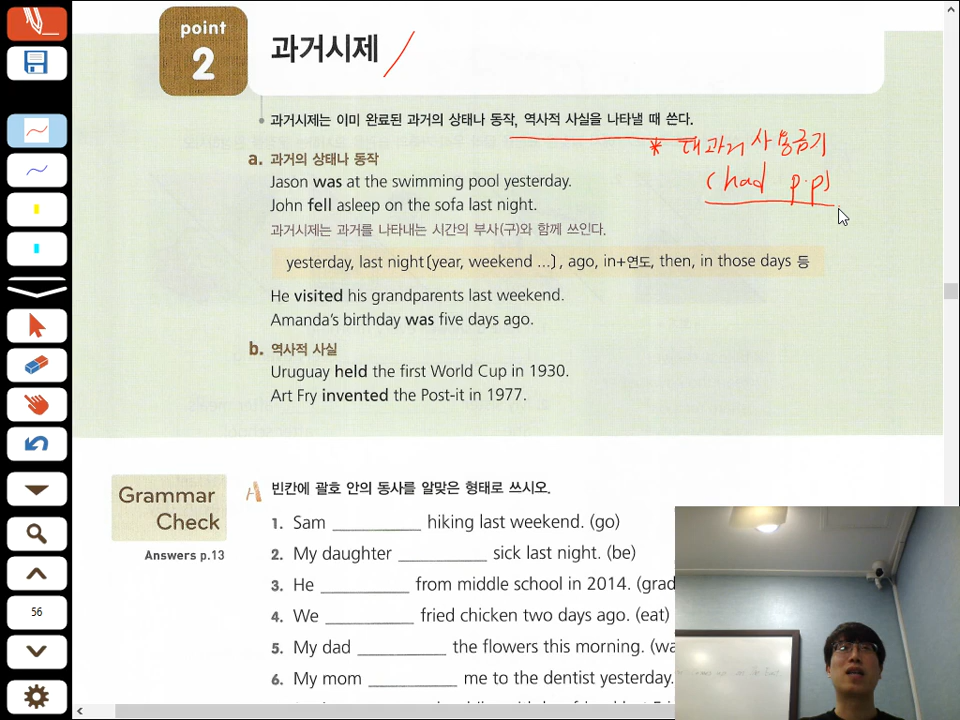 point
2
과거시제
과거시제는 이미 완료된 과거의 상태나 동작, 역사적 사실을 나타낼 때 쓴다.
* 대과거 사용금기
(had p.p)
a. 과거의 상태나 동작
Jason was at the swimming pool yesterday.
John fell asleep on the sofa last night.
과거시제는 과거를 나타내는 시간의 부사(구)와 함께 쓰인다.
yesterday, last night(year, weekend ...), ago, in+연도, then, in those days 등
He visited his grandparents last weekend.
Amanda's birthday was five days ago.
b. 역사적 사실
Uruguay held the first World Cup in 1930.
Art Fry invented the Post-it in 1977.
Grammar
Check
Answers p.13
A 빈칸에 괄호 안의 동사를 알맞은 형태로 쓰시오.
1. Sam __________ hiking last weekend. (go)
2. My daughter __________ sick last night. (be)
3. He __________ from middle school in 2014. (grad
4. We __________ fried chicken two days ago. (eat)
5. My dad __________ the flowers this morning. (wa
6. My mom __________ me to the dentist yesterday.
56